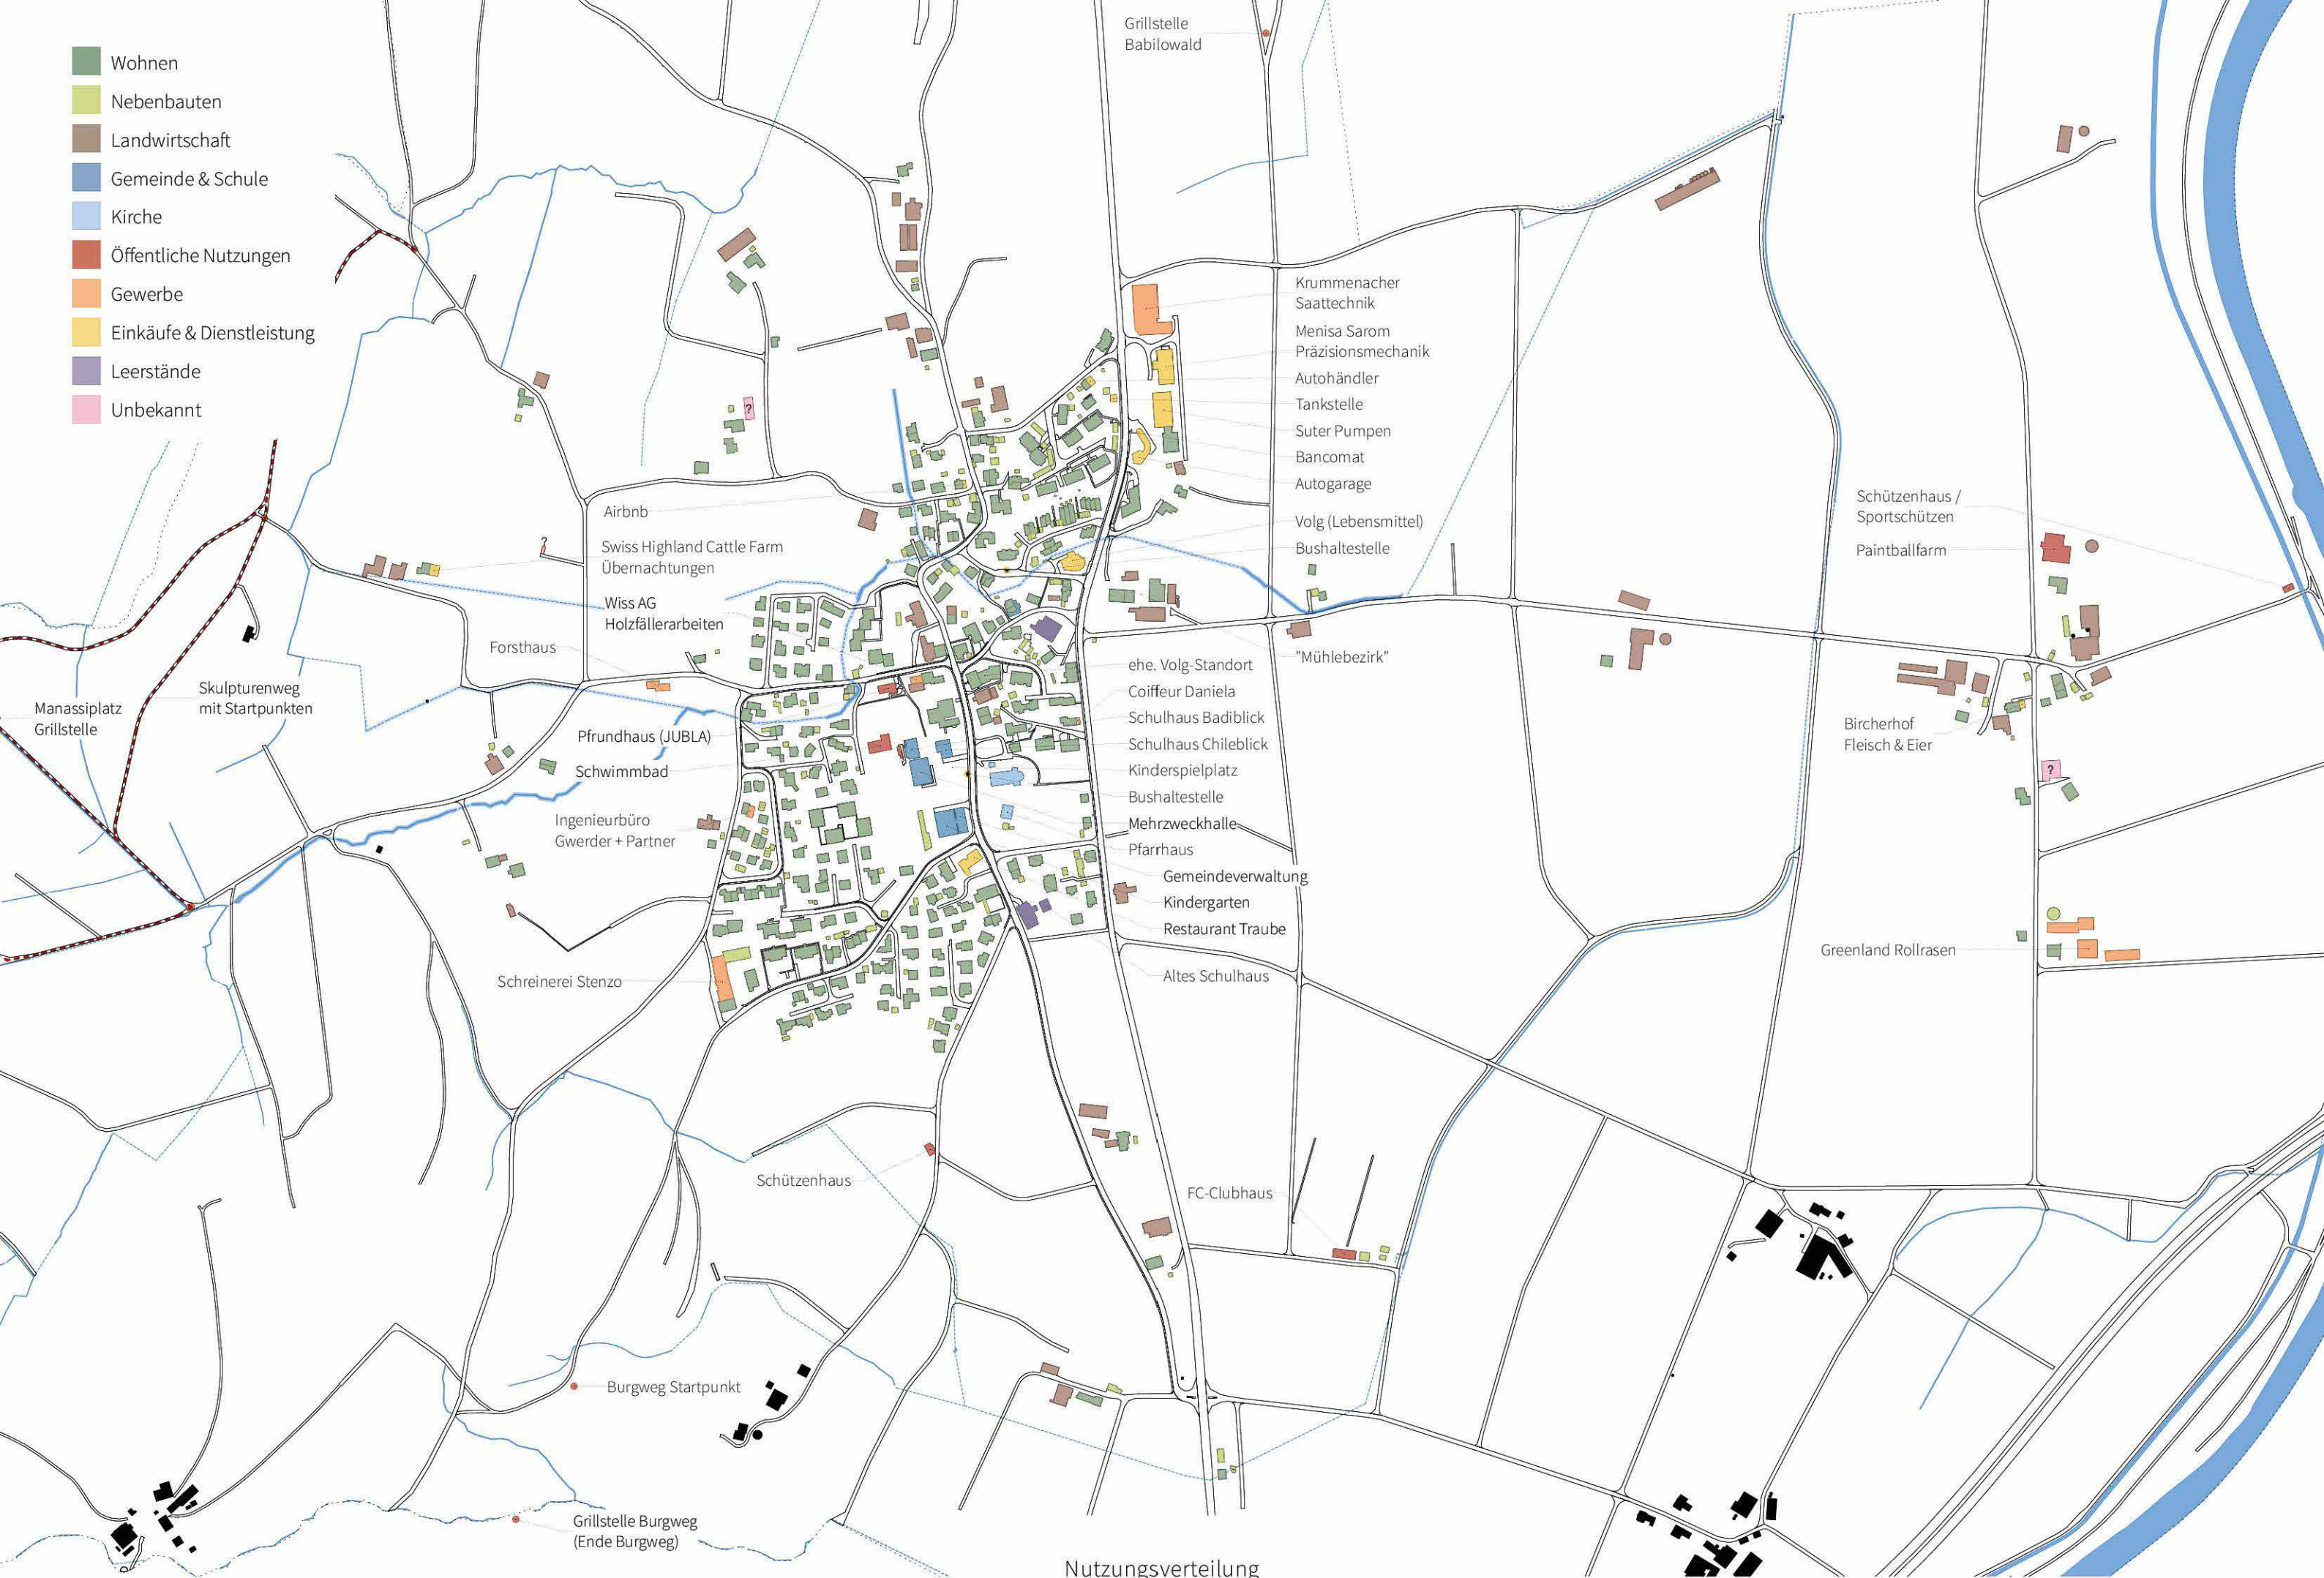 Wohnen
Nebenbauten
Landwirtschaft
Gemeinde & Schule
Kirche
Öffentliche Nutzungen
Gewerbe
Einkäufe & Dienstleistung
Leerstände
Unbekannt
Grillstelle
Babilowald
Krummenacher
Saattechnik
Menisa Sarom
Präzisionsmechanik
Autohändler
Tankstelle
Suter Pumpen
Bancomat
Autogarage
Volg (Lebensmittel)
Bushaltestelle
"Mühlebezirk"
?
Airbnb
?
Swiss Highland Cattle Farm
Übernachtungen
Wiss AG
Holzfällerarbeiten
Forsthaus
Skulpturenweg
mit Startpunkten
Manassiplatz
Grillstelle
Pfrundhaus (JUBLA)
Schwimmbad
Ingenieurbüro
Gwerder + Partner
Schreinerei Stenzo
ehe. Volg-Standort
Coiffeur Daniela
Schulhaus Badiblick
Schulhaus Chileblick
Kinderspielplatz
Bushaltestelle
Mehrzweckhalle
Pfarrhaus
Gemeindeverwaltung
Kindergarten
Restaurant Traube
Altes Schulhaus
Schützenhaus /
Sportschützen
Paintballfarm
Bircherhof
Fleisch & Eier
?
Greenland Rollrasen
Schützenhaus
FC-Clubhaus
Burgweg Startpunkt
Grillstelle Burgweg
(Ende Burgweg)
Nutzungsverteilung